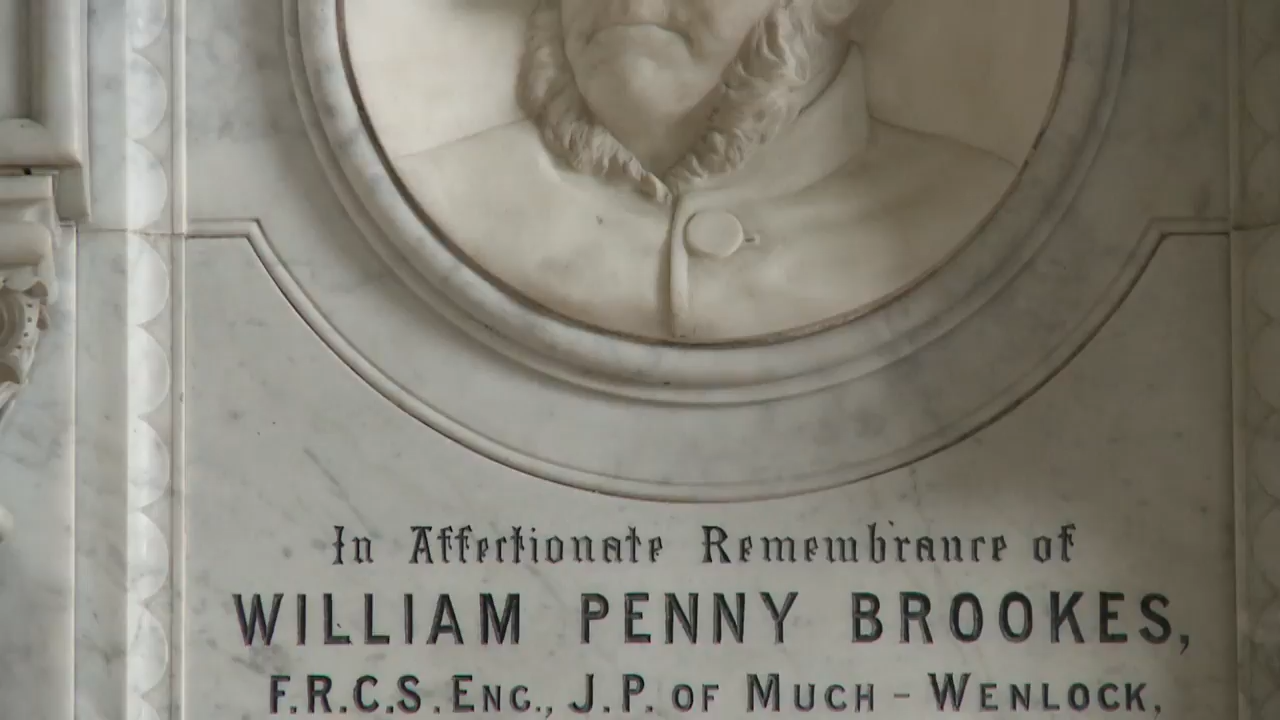 In Affectionate Remembrance of
WILLIAM PENNY BROOKES,
F.R.C.S. ENG., J.P. OF MUCH-WENLOCK,